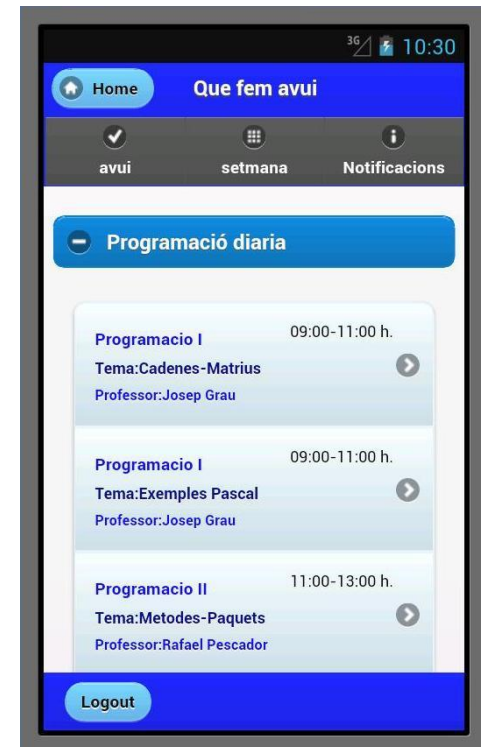 3G 10:30
Home Que fem avui
avui setmana Notificacions
Programació diaria
Programacio I 09:00-11:00 h.
Tema:Cadenes-Matrius
Professor:Josep Grau
Programacio I 09:00-11:00 h.
Tema:Exemples Pascal
Professor:Josep Grau
Programacio II 11:00-13:00 h.
Tema:Metodes-Paquets
Professor:Rafael Pescador
Logout